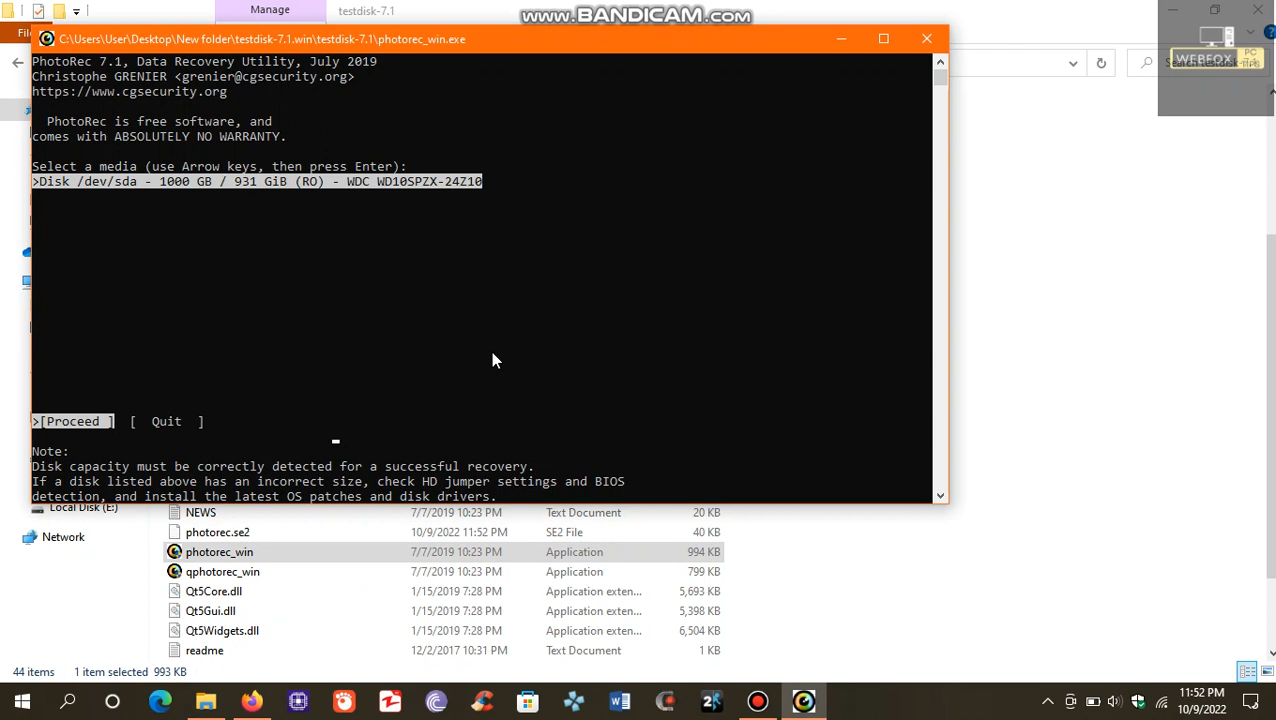 Manage
testdisk-7.1
www.BANDICAM.com
C:\Users\User\Desktop\New folder\testdisk-7.1.win\testdisk-7.1\photorec_win.exe
WEBFOX
PC
PhotoRec 7.1, Data Recovery Utility, July 2019
Christophe GRENIER <grenier@cgsecurity.org>
https://www.cgsecurity.org
PhotoRec is free software, and
comes with ABSOLUTELY NO WARRANTY.
Select a media (use Arrow keys, then press Enter):
>Disk /dev/sda - 1000 GB / 931 GiB (RO) - WDC WD10SPZX-24Z10
>[Proceed ] [ Quit ]
Note:
Disk capacity must be correctly detected for a successful recovery.
If a disk listed above has an incorrect size, check HD jumper settings and BIOS
detection, and install the latest OS patches and disk drivers.
Local Disk (E:)
Network
NEWS 7/7/2019 10:23 PM Text Document 20 KB
photorec.se2 10/9/2022 11:52 PM SE2 File 40 KB
photorec_win 7/7/2019 10:23 PM Application 994 KB
qphotorec_win 7/7/2019 10:23 PM Application 799 KB
Qt5Core.dll 1/15/2019 7:28 PM Application exten... 5,693 KB
Qt5Gui.dll 1/15/2019 7:28 PM Application exten... 5,398 KB
Qt5Widgets.dll 1/15/2019 7:28 PM Application exten... 6,504 KB
readme 12/2/2017 10:31 PM Text Document 1 KB
44 items 1 item selected 993 KB
11:52 PM
10/9/2022